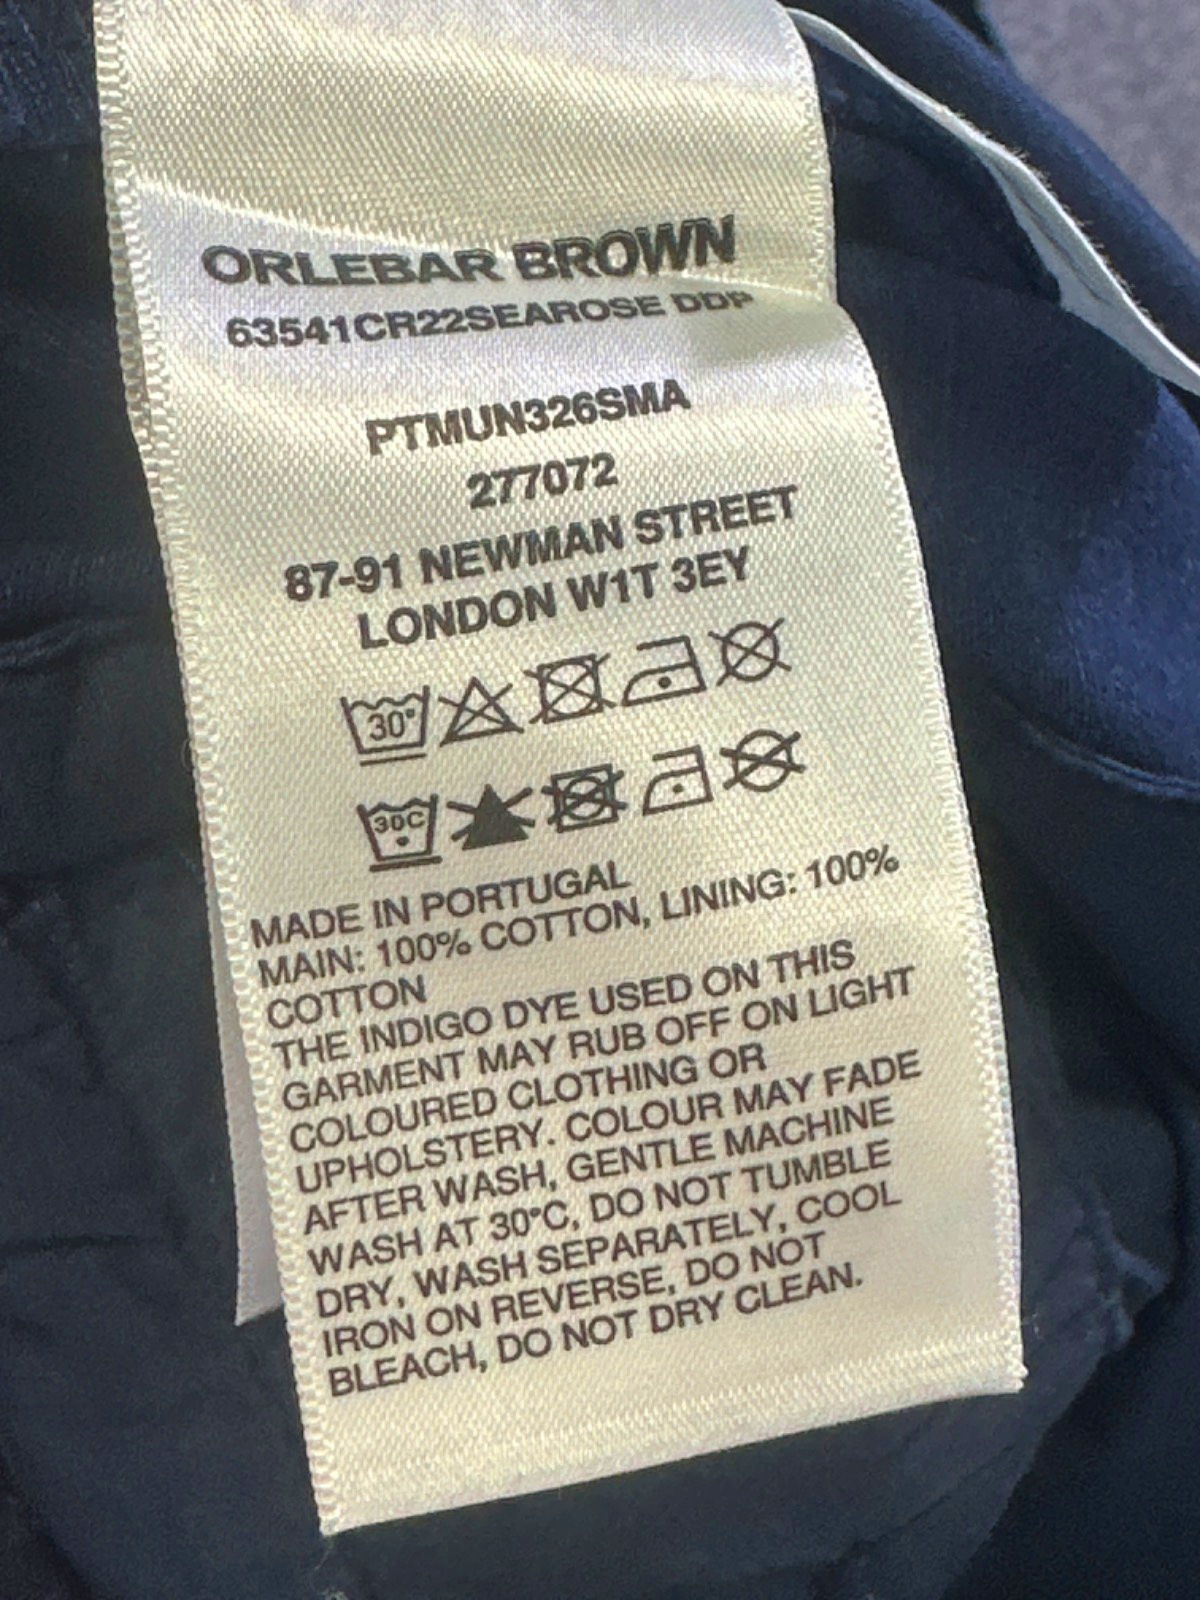 ORLEBAR BROWN
63541CR22SEAROSE DDP
PTMUN326SMA
277072
87-91 NEWMAN STREET
LONDON W1T 3EY
30°
30C
MADE IN PORTUGAL
MAIN: 100% COTTON, LINING: 100%
COTTON
THE INDIGO DYE USED ON THIS
GARMENT MAY RUB OFF ON LIGHT
COLOURED CLOTHING OR
UPHOLSTERY. COLOUR MAY FADE
AFTER WASH, GENTLE MACHINE
WASH AT 30°C, DO NOT TUMBLE
DRY, WASH SEPARATELY, COOL
IRON ON REVERSE, DO NOT
BLEACH, DO NOT DRY CLEAN.